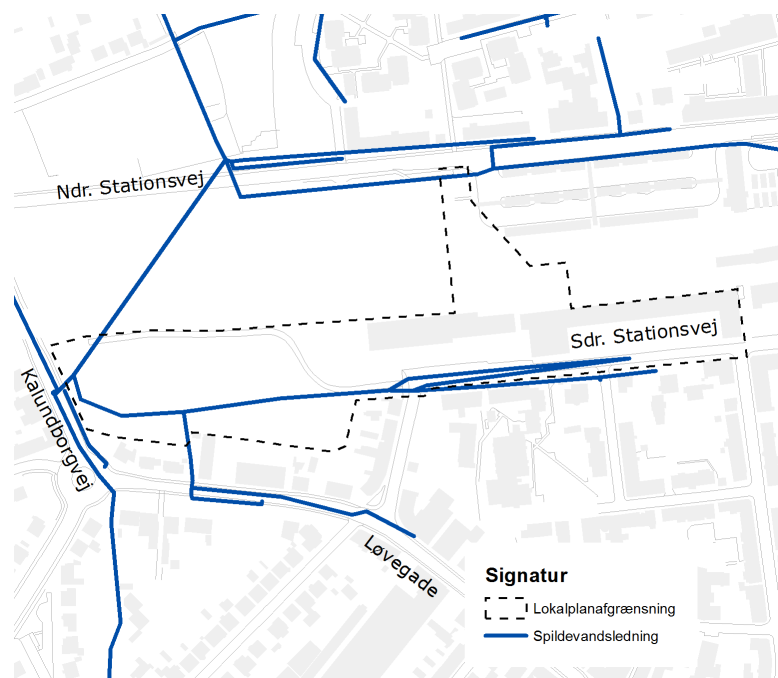 Ndr. Stationsvej
Sdr. Stationsvej
Kalundborgvej
Løvegade
Signatur
Lokalplanafgrænsning
Spildevandsledning